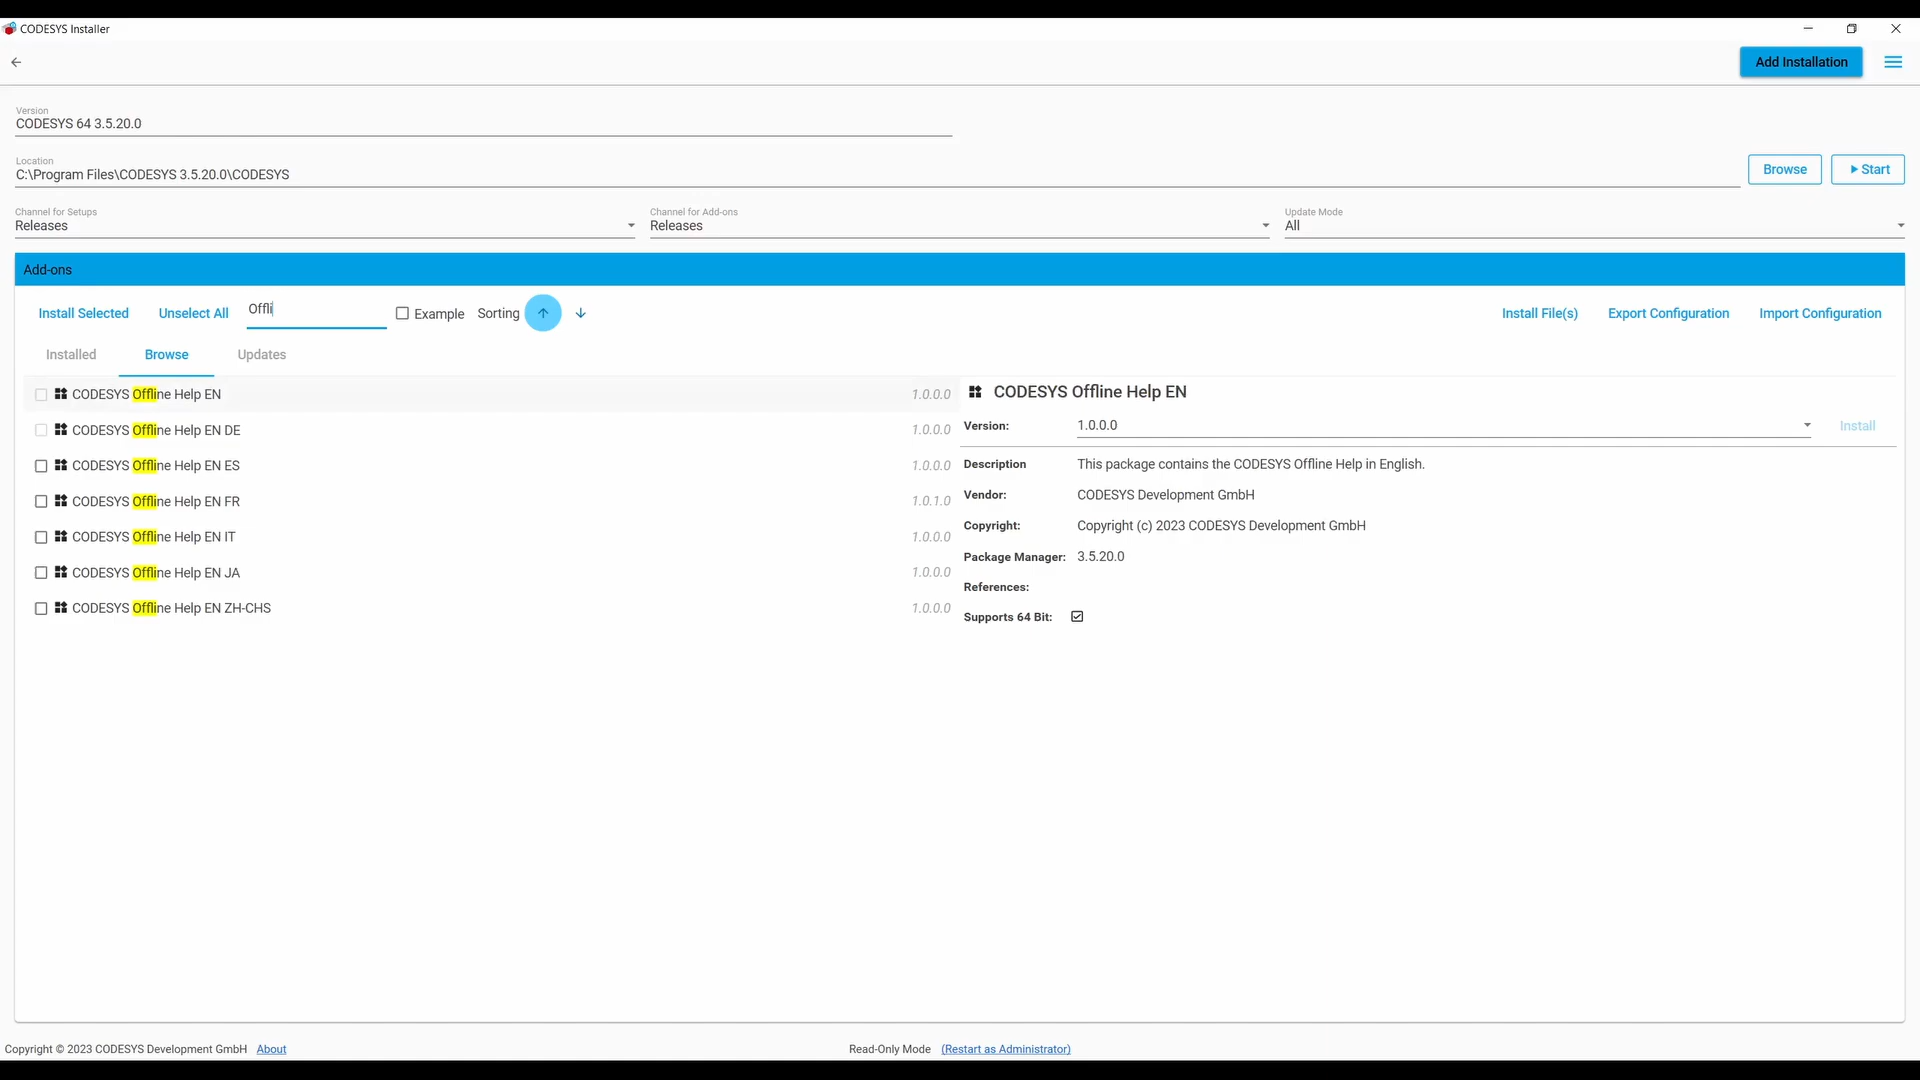 CODESYS Installer
Add Installation
Version
CODESYS 64 3.5.20.0
Location
C:\Program Files\CODESYS 3.5.20.0\CODESYS
Browse
Start
Channel for Setups
Releases
Channel for Add-ons
Releases
Update Mode
All
Add-ons
Install Selected
Unselect All
Offli
Example
Sorting
Install File(s)
Export Configuration
Import Configuration
Installed
Browse
Updates
CODESYS Offline Help EN 1.0.0.0
CODESYS Offline Help EN DE 1.0.0.0
CODESYS Offline Help EN ES 1.0.0.0
CODESYS Offline Help EN FR 1.0.1.0
CODESYS Offline Help EN IT 1.0.0.0
CODESYS Offline Help EN JA 1.0.0.0
CODESYS Offline Help EN ZH-CHS 1.0.0.0
CODESYS Offline Help EN
Version: 1.0.0.0
Install
Description This package contains the CODESYS Offline Help in English.
Vendor: CODESYS Development GmbH
Copyright: Copyright (c) 2023 CODESYS Development GmbH
Package Manager: 3.5.20.0
References:
Supports 64 Bit:
Copyright © 2023 CODESYS Development GmbH About
Read-Only Mode (Restart as Administrator)